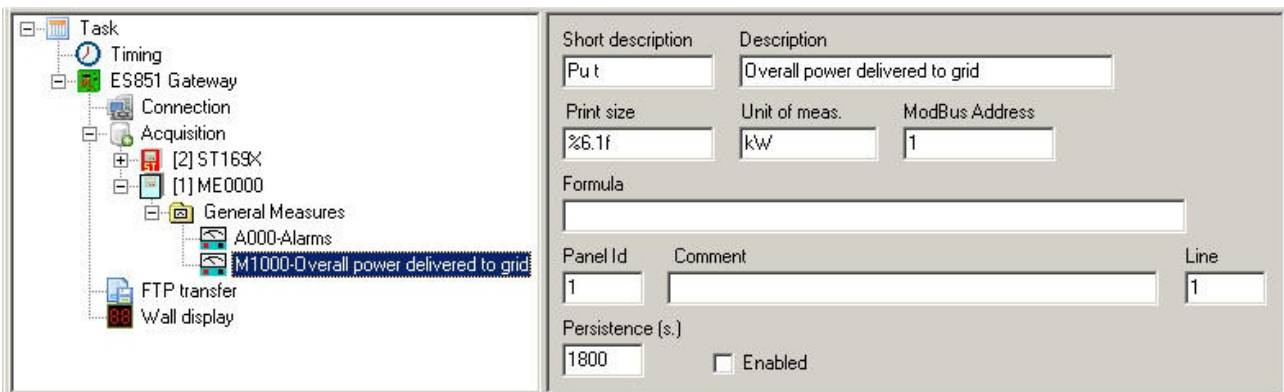 Task
Timing
ES851 Gateway
Connection
Acquisition
[2] ST169X
[1] ME0000
General Measures
A000-Alarms
M1000-Overall power delivered to grid
FTP transfer
Wall display
Short description Description
Pu t Overall power delivered to grid
Print size Unit of meas. ModBus Address
%6.1f kW 1
Formula
Panel Id Comment Line
1 1
Persistence (s.)
1800 Enabled